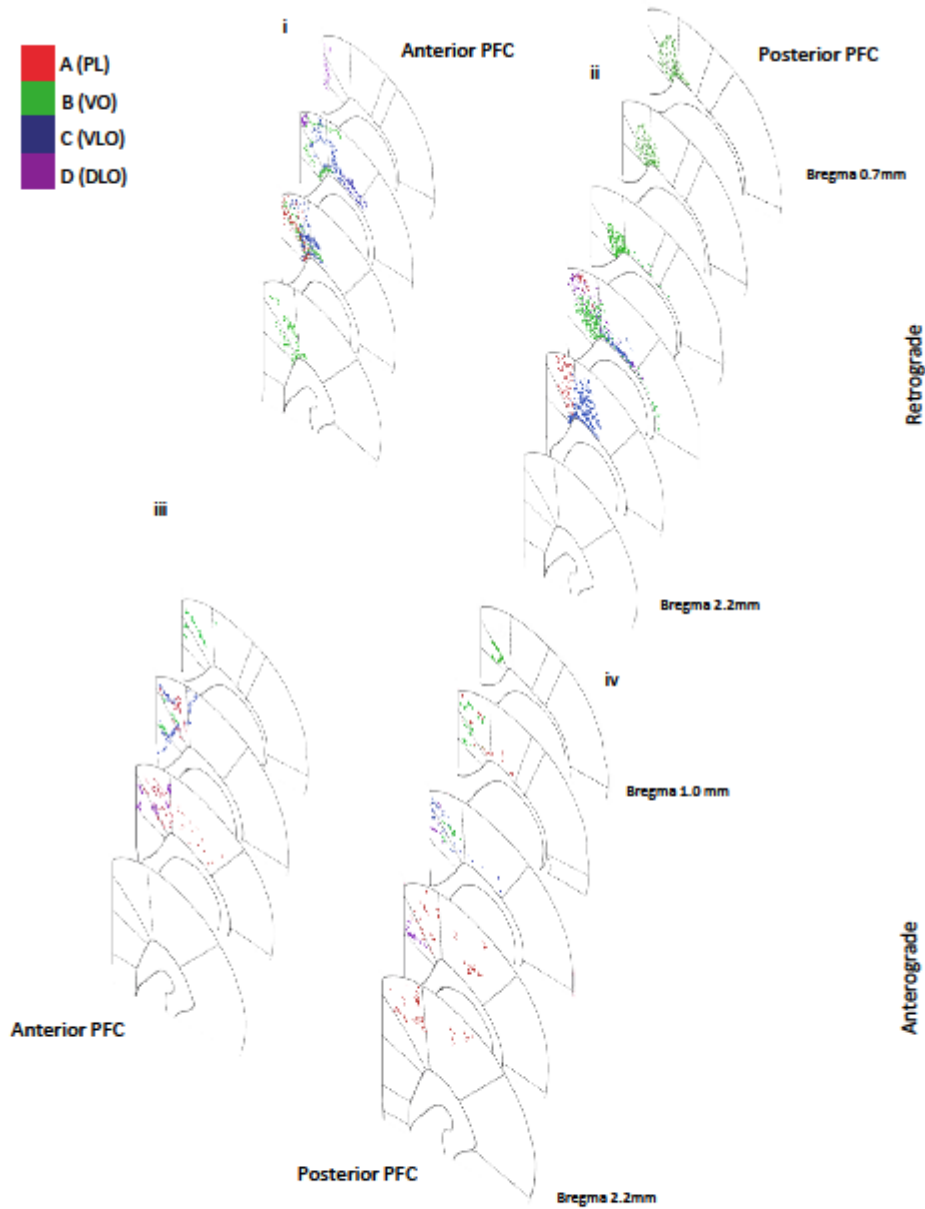 i
Anterior PFC
A (PL)
B (VO)
C (VLO)
D (DLO)
ii
Posterior PFC
Bregma 0.7mm
Retrograde
Bregma 2.2mm
iii
iv
Bregma 1.0 mm
Anterograde
Anterior PFC
Posterior PFC
Bregma 2.2mm